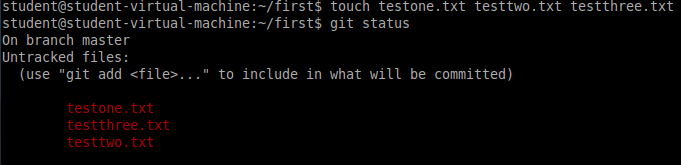 student@student-virtual-machine:~/first$ touch testone.txt testtwo.txt testthree.txt
student@student-virtual-machine:~/first$ git status
On branch master
Untracked files:
  (use "git add <file>..." to include in what will be committed)
        testone.txt
        testthree.txt
        testtwo.txt